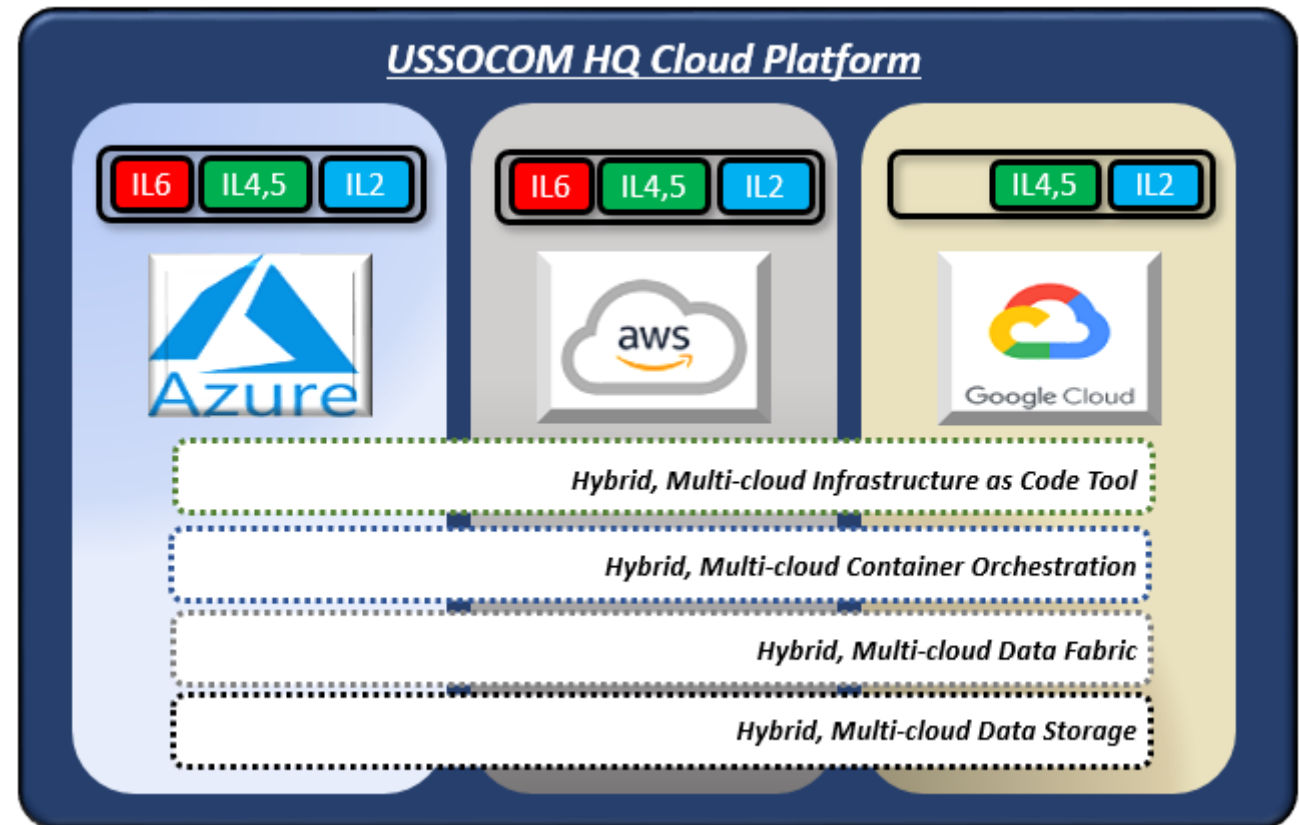 USSOCOM HQ Cloud Platform
IL6 IL4,5 IL2
IL6 IL4,5 IL2
IL4,5 IL2
Azure
aws
Google Cloud
Hybrid, Multi-cloud Infrastructure as Code Tool
Hybrid, Multi-cloud Container Orchestration
Hybrid, Multi-cloud Data Fabric
Hybrid, Multi-cloud Data Storage